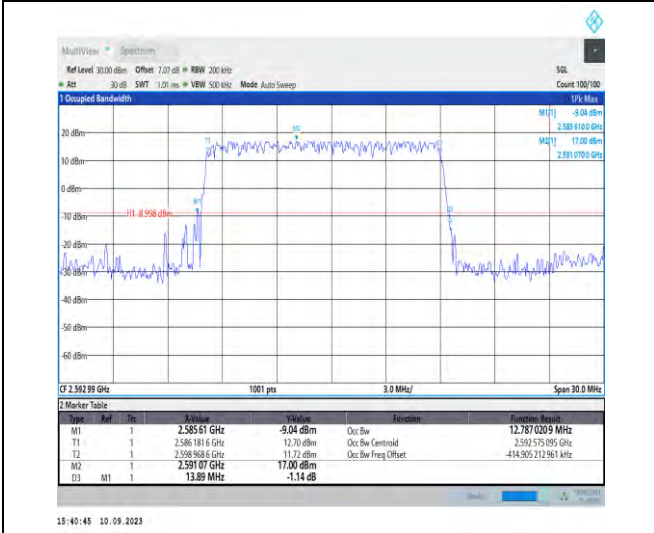 MultiView Spectrum
Ref Level 30.00 dBm Offset 7.07 dB RBW 200 kHz SGL
Att 30 dB SWT 1.01 ms VBW 500 kHz Mode Auto Sweep Count 100/100
1 Occupied Bandwidth 1Pk Max
M1[1] -9.04 dBm
2.585 610 0 GHz
M2[1] 17.00 dBm
2.591 070 0 GHz
20 dBm
10 dBm
0 dBm
-10 dBm
-20 dBm
-30 dBm
-40 dBm
-50 dBm
-60 dBm
T1
M2
M1
H1 -8.998 dBm
D3
CF 2.592 99 GHz 1001 pts 3.0 MHz/ Span 30.0 MHz
2 Marker Table
Type Ref Trc X-Value Y-Value Function Function Result
M1 1 2.585 61 GHz -9.04 dBm Occ Bw 12.787 020 9 MHz
T1 1 2.586 181 6 GHz 12.70 dBm Occ Bw Centroid 2.592 575 095 GHz
T2 1 2.598 968 6 GHz 11.72 dBm Occ Bw Freq Offset -414.905 212 961 kHz
M2 1 2.591 07 GHz 17.00 dBm
D3 M1 1 13.89 MHz -1.14 dB
15:40:45 10.09.2023